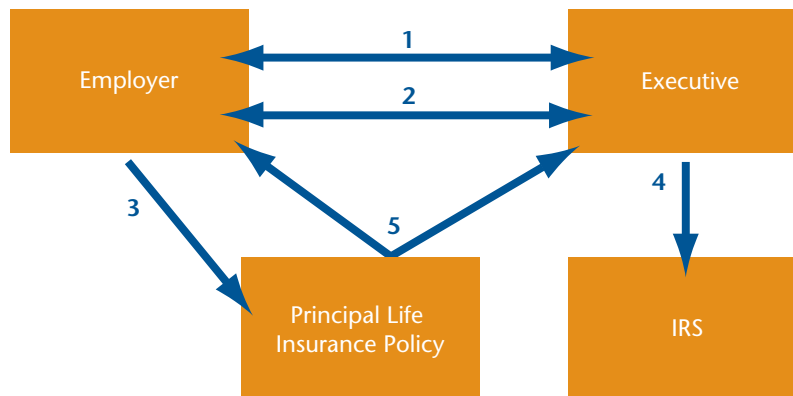 1
Employer
Executive
2
3
4
5
Principal Life
Insurance Policy
IRS